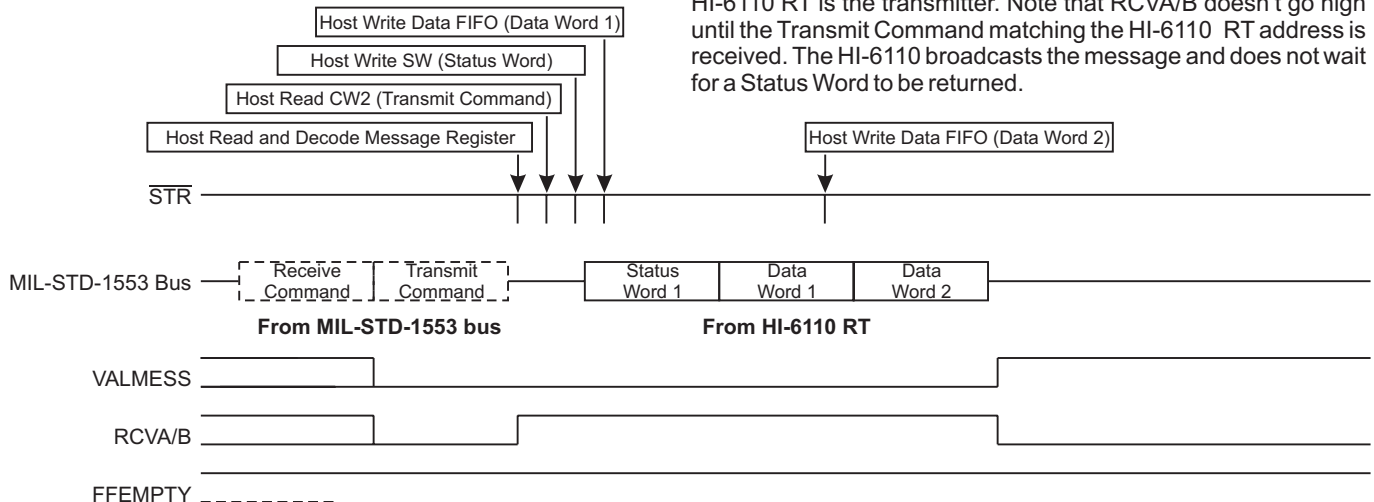 HI-6110 RT is the transmitter. Note that RCVA/B doesn't go high
until the Transmit Command matching the HI-6110 RT address is
received. The HI-6110 broadcasts the message and does not wait
for a Status Word to be returned.
Host Write Data FIFO (Data Word 1)
Host Write SW (Status Word)
Host Read CW2 (Transmit Command)
Host Read and Decode Message Register
Host Write Data FIFO (Data Word 2)
STR
MIL-STD-1553 Bus
Receive
Command
Transmit
Command
Status
Word 1
Data
Word 1
Data
Word 2
From MIL-STD-1553 bus
From HI-6110 RT
VALMESS
RCVA/B
FFEMPTY